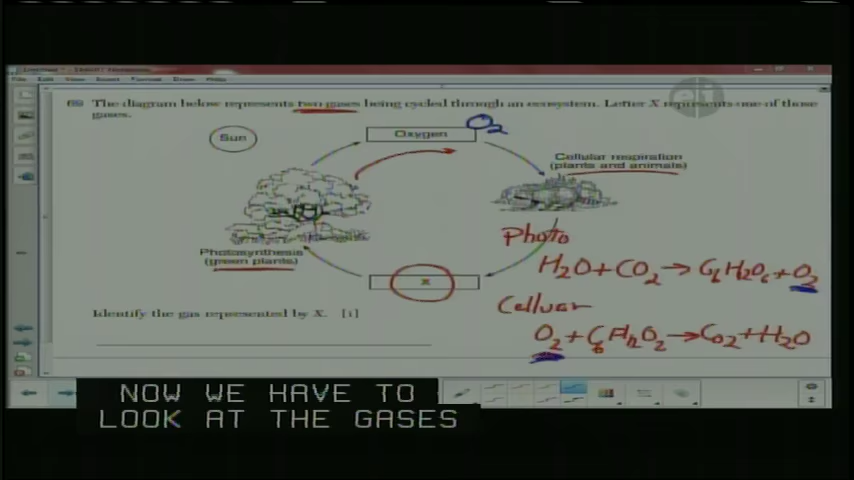 The diagram below represents two gases being cycled through an ecosystem. Letter X represents one of those
gases.
Sun
Oxygen
O2
Cellular respiration
(plants and animals)
Photosynthesis
(green plants)
X
Photo
H2O+CO2→C6H12O6+O2
Celluar
O2+C6H12O2→CO2+H2O
Identify the gas represented by X. [1]
NOW WE HAVE TO
LOOK AT THE GASES